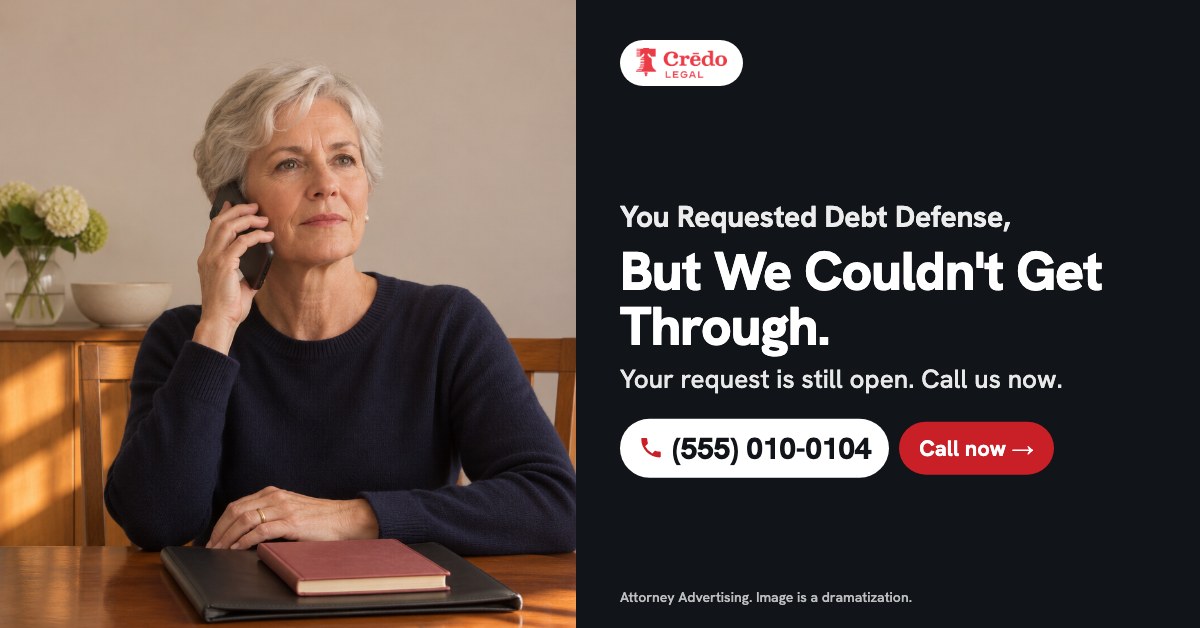 Crēdo
LEGAL
You Requested Debt Defense,
But We Couldn't Get
Through.
Your request is still open. Call us now.
(555) 010-0104
Call now →
Attorney Advertising. Image is a dramatization.